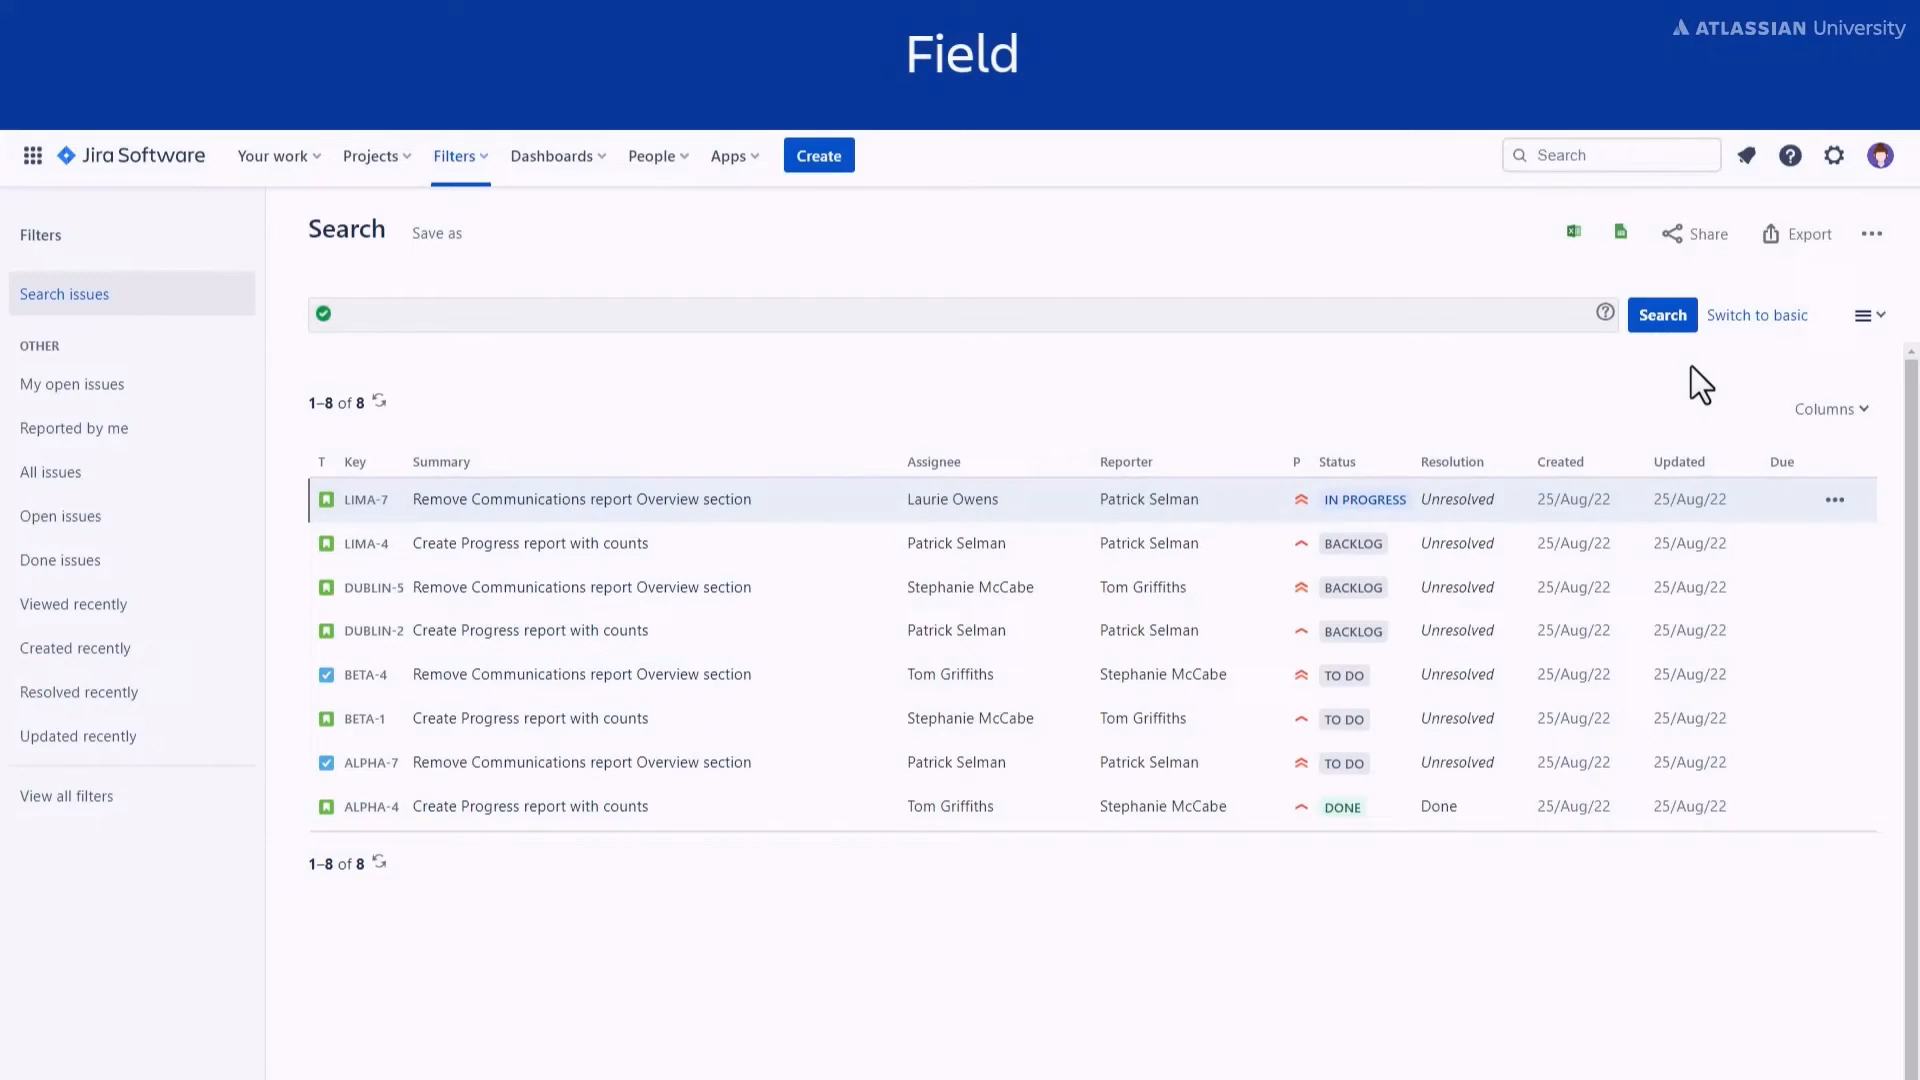 Field
ATLASSIAN University
Jira Software Your work Projects Filters Dashboards People Apps Create Search
Filters
Search issues
OTHER
My open issues
Reported by me
All issues
Open issues
Done issues
Viewed recently
Created recently
Resolved recently
Updated recently
View all filters
Search Save as Share Export
Search Switch to basic
1–8 of 8
Columns
T Key Summary Assignee Reporter P Status Resolution Created Updated Due
LIMA-7 Remove Communications report Overview section Laurie Owens Patrick Selman IN PROGRESS Unresolved 25/Aug/22 25/Aug/22
LIMA-4 Create Progress report with counts Patrick Selman Patrick Selman BACKLOG Unresolved 25/Aug/22 25/Aug/22
DUBLIN-5 Remove Communications report Overview section Stephanie McCabe Tom Griffiths BACKLOG Unresolved 25/Aug/22 25/Aug/22
DUBLIN-2 Create Progress report with counts Patrick Selman Patrick Selman BACKLOG Unresolved 25/Aug/22 25/Aug/22
BETA-4 Remove Communications report Overview section Tom Griffiths Stephanie McCabe TO DO Unresolved 25/Aug/22 25/Aug/22
BETA-1 Create Progress report with counts Stephanie McCabe Tom Griffiths TO DO Unresolved 25/Aug/22 25/Aug/22
ALPHA-7 Remove Communications report Overview section Patrick Selman Patrick Selman TO DO Unresolved 25/Aug/22 25/Aug/22
ALPHA-4 Create Progress report with counts Tom Griffiths Stephanie McCabe DONE Done 25/Aug/22 25/Aug/22
1–8 of 8